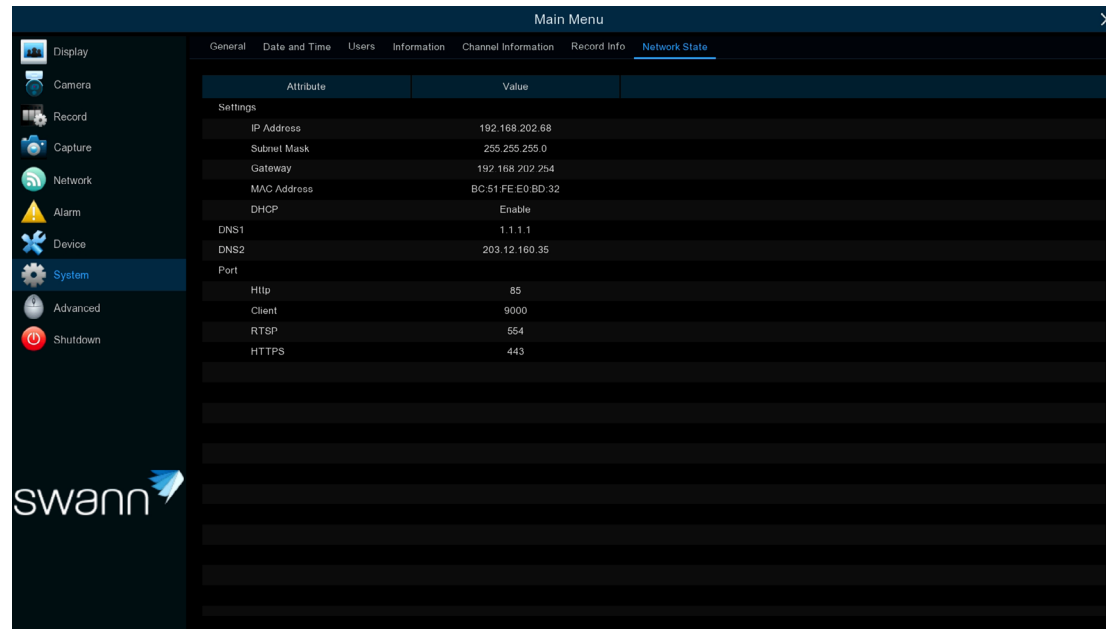 Main Menu
Display
Camera
Record
Capture
Network
Alarm
Device
System
Advanced
Shutdown
swann
General Date and Time Users Information Channel Information Record Info Network State
Attribute Value
Settings
IP Address 192.168.202.68
Subnet Mask 255.255.255.0
Gateway 192.168.202.254
MAC Address BC:51:FE:E0:BD:32
DHCP Enable
DNS1 1.1.1.1
DNS2 203.12.160.35
Port
Http 85
Client 9000
RTSP 554
HTTPS 443